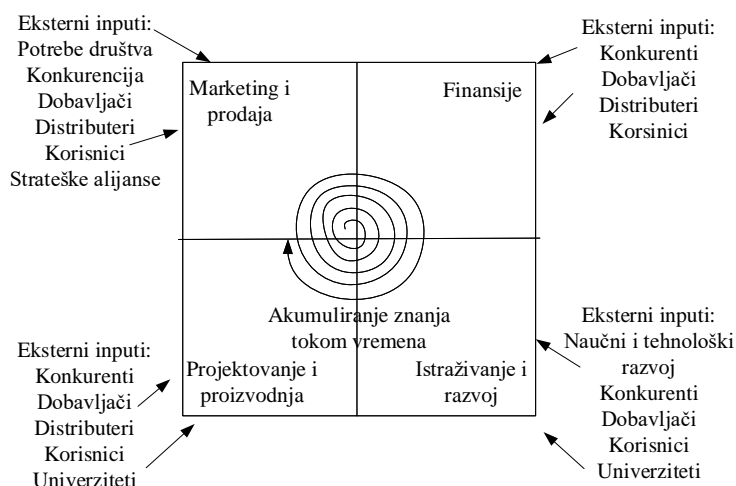 Eksterni inputi:
Potrebe društva
Konkurencija
Dobavljači
Distributeri
Korisnici
Strateške alijanse
Eksterni inputi:
Konkurenti
Dobavljači
Distributeri
Korsinici
Marketing i
prodaja
Finansije
Akumuliranje znanja
tokom vremena
Projektovanje i
proizvodnja
Istraživanje i
razvoj
Eksterni inputi:
Konkurenti
Dobavljači
Distributeri
Korisnici
Univerziteti
Eksterni inputi:
Naučni i tehnološki
razvoj
Konkurenti
Dobavljači
Korisnici
Univerziteti